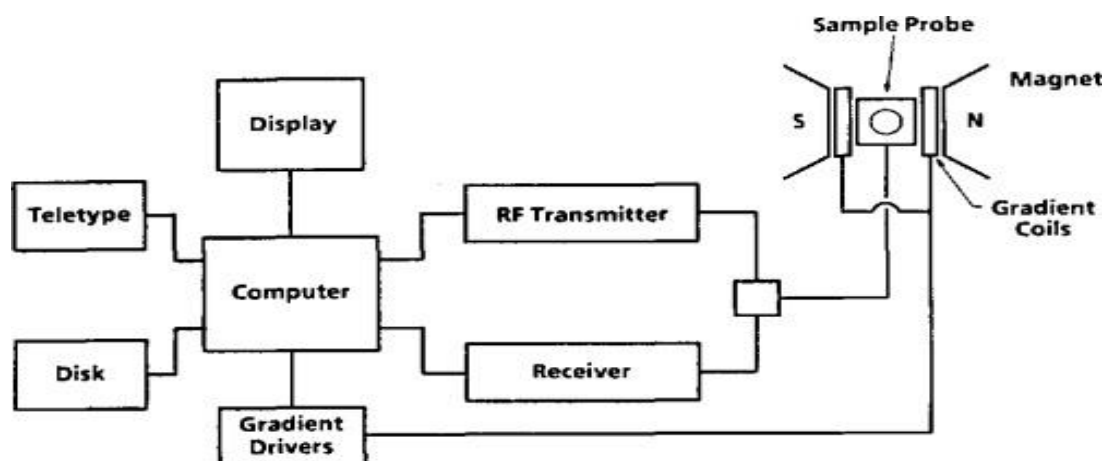 Sample Probe
Magnet
S
N
Display
Teletype
RF Transmitter
Gradient
Coils
Computer
Disk
Receiver
Gradient
Drivers